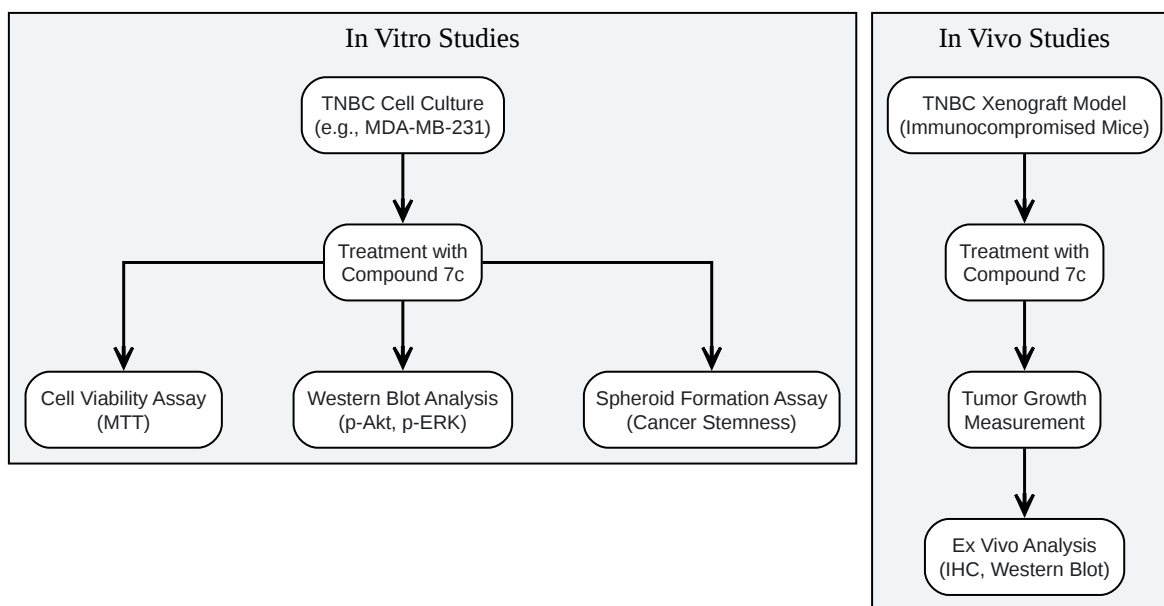 In Vitro Studies
TNBC Cell Culture
(e.g., MDA-MB-231)
Treatment with
Compound 7c
Cell Viability Assay
(MTT)
Western Blot Analysis
(p-Akt, p-ERK)
Spheroid Formation Assay
(Cancer Stemness)
In Vivo Studies
TNBC Xenograft Model
(Immunocompromised Mice)
Treatment with
Compound 7c
Tumor Growth
Measurement
Ex Vivo Analysis
(IHC, Western Blot)